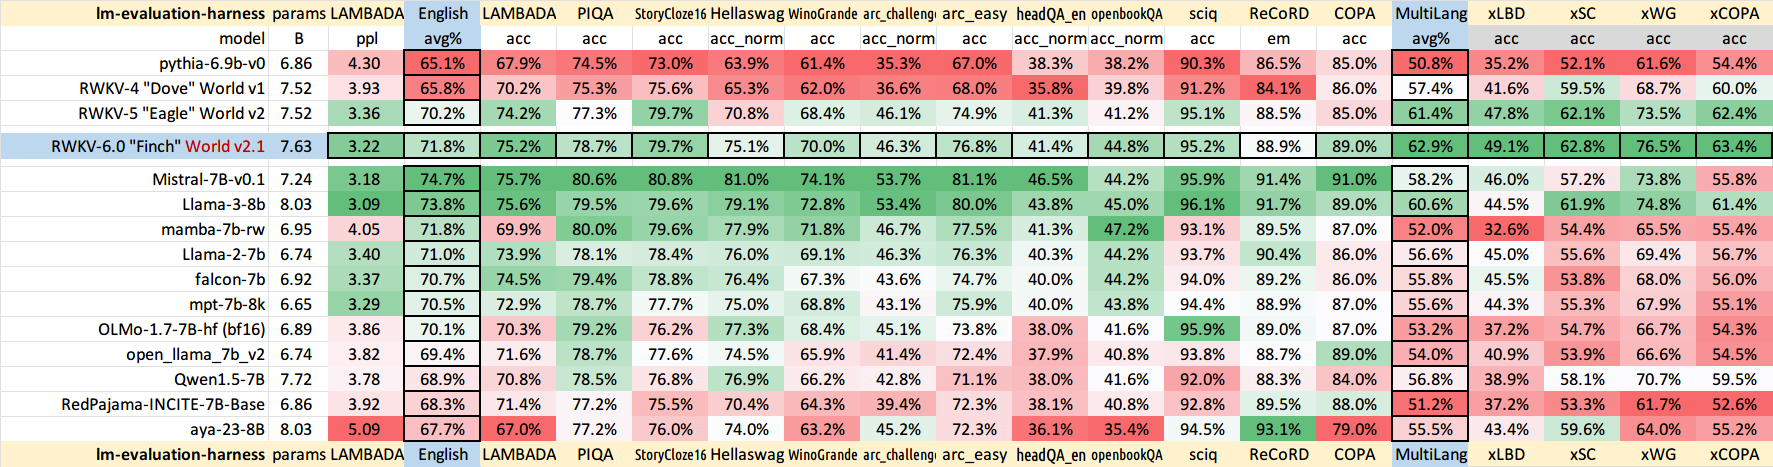 lm-evaluation-harness params LAMBADA English LAMBADA PIQA StoryCloze16 Hellaswag WinoGrande arc_challenge arc_easy headQA_en openbookQA sciq ReCoRD COPA MultiLang xLBD xSC xWG xCOPA
model B ppl avg% acc acc acc acc_norm acc acc_norm acc acc_norm acc_norm acc em acc avg% acc acc acc acc
pythia-6.9b-v0 6.86 4.30 65.1% 67.9% 74.5% 73.0% 63.9% 61.4% 35.3% 67.0% 38.3% 38.2% 90.3% 86.5% 85.0% 50.8% 35.2% 52.1% 61.6% 54.4%
RWKV-4 "Dove" World v1 7.52 3.93 65.8% 70.2% 75.3% 75.6% 65.3% 62.0% 36.6% 68.0% 35.8% 39.8% 91.2% 84.1% 86.0% 57.4% 41.6% 59.5% 68.7% 60.0%
RWKV-5 "Eagle" World v2 7.52 3.36 70.2% 74.2% 77.3% 79.7% 70.8% 68.4% 46.1% 74.9% 41.3% 41.2% 95.1% 88.5% 85.0% 61.4% 47.8% 62.1% 73.5% 62.4%
RWKV-6.0 "Finch" World v2.1 7.63 3.22 71.8% 75.2% 78.7% 79.7% 75.1% 70.0% 46.3% 76.8% 41.4% 44.8% 95.2% 88.9% 89.0% 62.9% 49.1% 62.8% 76.5% 63.4%
Mistral-7B-v0.1 7.24 3.18 74.7% 75.7% 80.6% 80.8% 81.0% 74.1% 53.7% 81.1% 46.5% 44.2% 95.9% 91.4% 91.0% 58.2% 46.0% 57.2% 73.8% 55.8%
Llama-3-8b 8.03 3.09 73.8% 75.6% 79.5% 79.6% 79.1% 72.8% 53.4% 80.0% 43.8% 45.0% 96.1% 91.7% 89.0% 60.6% 44.5% 61.9% 74.8% 61.4%
mamba-7b-rw 6.95 4.05 71.8% 69.9% 80.0% 79.6% 77.9% 71.8% 46.7% 77.5% 41.3% 47.2% 93.1% 89.5% 87.0% 52.0% 32.6% 54.4% 65.5% 55.4%
Llama-2-7b 6.74 3.40 71.0% 73.9% 78.1% 78.4% 76.0% 69.1% 46.3% 76.3% 40.3% 44.2% 93.7% 90.4% 86.0% 56.6% 45.0% 55.6% 69.4% 56.7%
falcon-7b 6.92 3.37 70.7% 74.5% 79.4% 78.8% 76.4% 67.3% 43.6% 74.7% 40.0% 44.2% 94.0% 89.2% 86.0% 55.8% 42.2% 53.8% 68.0% 56.0%
mpt-7b-8k 6.65 3.29 70.5% 72.9% 78.7% 77.7% 75.0% 68.8% 43.1% 75.9% 40.0% 43.8% 94.4% 88.9% 87.0% 55.6% 44.3% 55.3% 67.9% 55.1%
OLMo-1.7-7B-hf (bf16) 6.89 3.86 70.1% 70.3% 79.2% 76.2% 77.3% 68.4% 45.1% 73.8% 38.0% 41.6% 95.9% 89.0% 87.0% 53.2% 37.2% 54.7% 66.7% 54.3%
open_llama_7b_v2 6.74 3.82 69.4% 71.6% 78.7% 77.6% 74.5% 65.9% 41.4% 72.4% 37.9% 40.8% 93.8% 88.7% 89.0% 54.0% 40.9% 53.9% 66.6% 54.5%
Qwen1.5-7B 7.72 3.78 68.9% 70.8% 78.5% 76.8% 76.9% 66.2% 42.8% 71.1% 38.0% 41.6% 92.0% 88.3% 84.0% 56.8% 38.9% 58.1% 70.7% 59.5%
RedPajama-INCITE-7B-Base 6.86 3.92 68.3% 71.4% 77.2% 75.5% 70.4% 64.3% 39.4% 72.3% 38.1% 40.8% 92.8% 89.5% 88.0% 51.2% 37.2% 53.3% 61.7% 52.6%
aya-23-8B 8.03 5.09 67.7% 67.0% 77.2% 76.0% 74.0% 63.2% 45.2% 72.3% 36.1% 35.4% 94.5% 93.1% 79.0% 55.5% 43.4% 59.6% 64.0% 55.2%
lm-evaluation-harness params LAMBADA English LAMBADA PIQA StoryCloze16 Hellaswag WinoGrande arc_challenge arc_easy headQA_en openbookQA sciq ReCoRD COPA MultiLang xLBD xSC xWG xCOPA